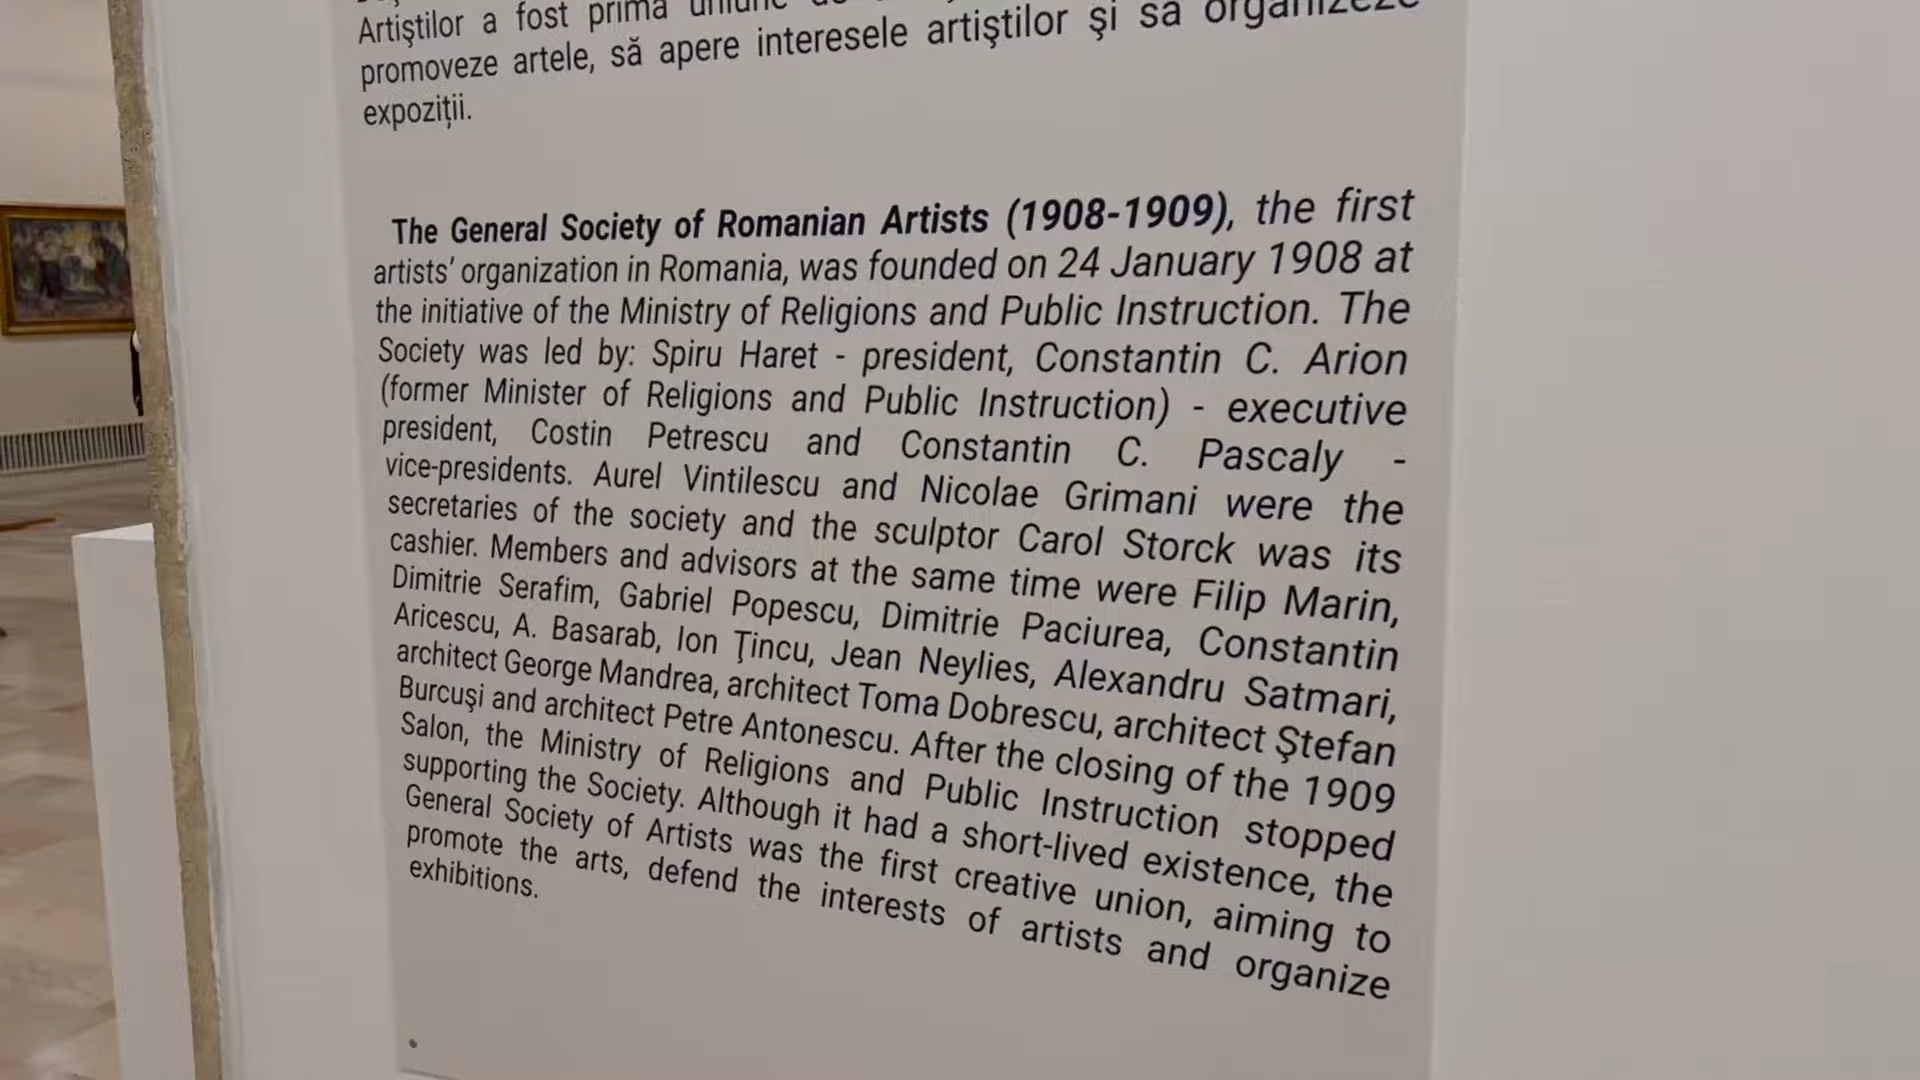 Artiştilor a fost prima
promoveze artele, să apere interesele artiştilor şi să organizeze
expoziţii.
The General Society of Romanian Artists (1908-1909), the first
artists' organization in Romania, was founded on 24 January 1908 at
the initiative of the Ministry of Religions and Public Instruction. The
Society was led by: Spiru Haret - president, Constantin C. Arion
(former Minister of Religions and Public Instruction) - executive
president, Costin Petrescu and Constantin C. Pascaly -
vice-presidents. Aurel Vintilescu and Nicolae Grimani were the
secretaries of the society and the sculptor Carol Storck was its
cashier. Members and advisors at the same time were Filip Marin,
Dimitrie Serafim, Gabriel Popescu, Dimitrie Paciurea, Constantin
Aricescu, A. Basarab, Ion Ţincu, Jean Neylies, Alexandru Satmari,
architect George Mandrea, architect Toma Dobrescu, architect Ştefan
Burcuşi and architect Petre Antonescu. After the closing of the 1909
Salon, the Ministry of Religions and Public Instruction stopped
supporting the Society. Although it had a short-lived existence, the
General Society of Artists was the first creative union, aiming to
promote the arts, defend the interests of artists and organize
exhibitions.